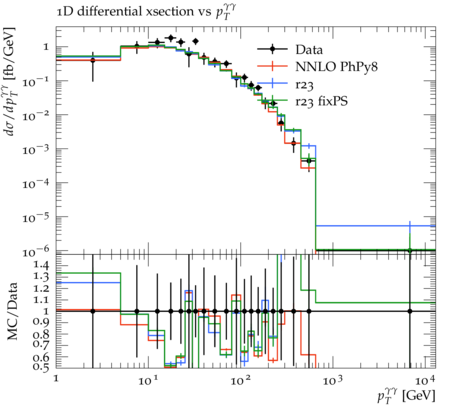 1D differential xsection vs p_T^{γγ}
dσ/dp_T^{γγ} [fb/GeV]
1
10^{-1}
10^{-2}
10^{-3}
10^{-4}
10^{-5}
10^{-6}
Data
NNLO PhPy8
r23
r23 fixPS
MC/Data
1.4
1.3
1.2
1.1
1
0.9
0.8
0.7
0.6
0.5
1 10^1 10^2 10^3 10^4
p_T^{γγ} [GeV]